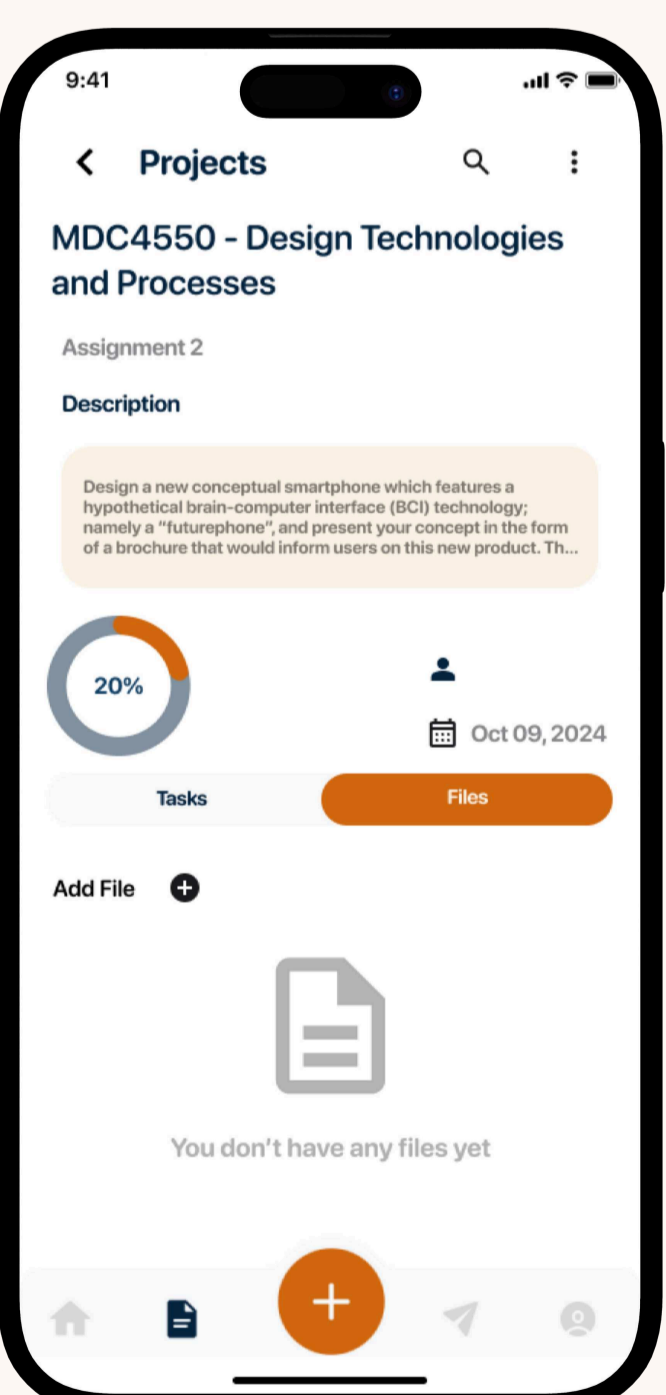 9:41
Projects
MDC4550 - Design Technologies
and Processes
Assignment 2
Description
Design a new conceptual smartphone which features a
hypothetical brain-computer interface (BCI) technology;
namely a “futurephone”, and present your concept in the form
of a brochure that would inform users on this new product. Th...
20%
Oct 09, 2024
Tasks
Files
Add File
You don’t have any files yet